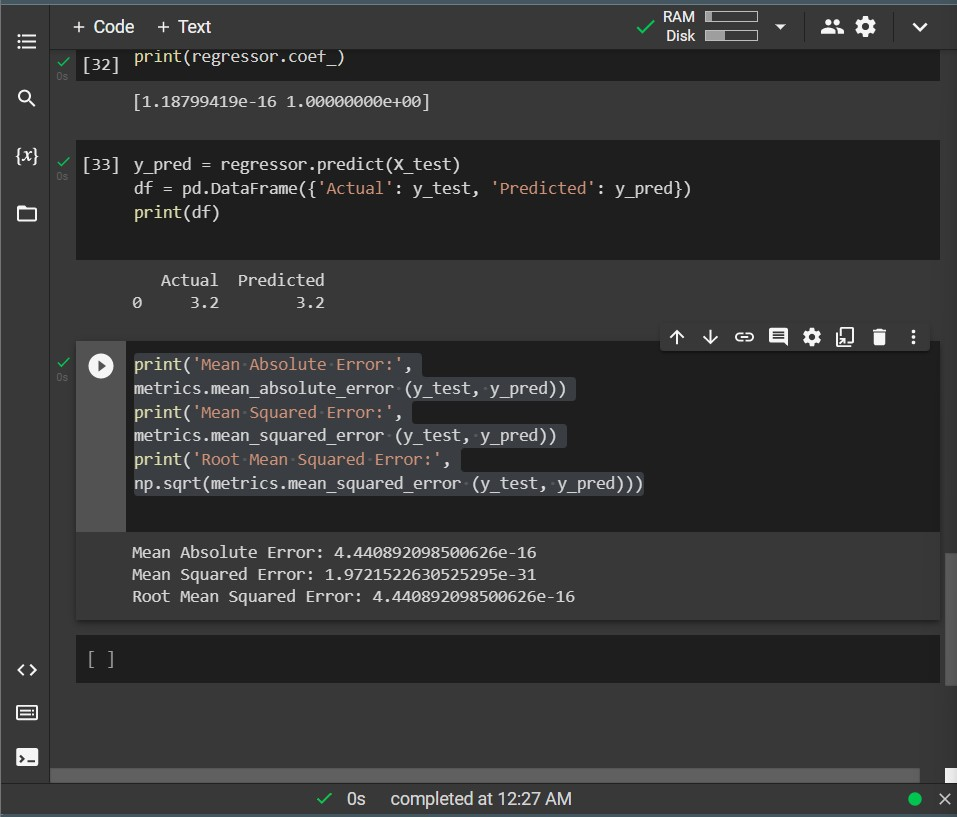 + Code + Text
RAM
Disk
{x}
0s
[32] print(regressor.coef_)
[1.18799419e-16 1.00000000e+00]
0s
[33] y_pred = regressor.predict(X_test)
df = pd.DataFrame({'Actual': y_test, 'Predicted': y_pred})
print(df)
Actual Predicted
0 3.2 3.2
0s
print('Mean Absolute Error:',
metrics.mean_absolute_error (y_test, y_pred))
print('Mean Squared Error:',
metrics.mean_squared_error (y_test, y_pred))
print('Root Mean Squared Error:',
np.sqrt(metrics.mean_squared_error (y_test, y_pred)))
Mean Absolute Error: 4.440892098500626e-16
Mean Squared Error: 1.9721522630525295e-31
Root Mean Squared Error: 4.440892098500626e-16
[ ]
0s completed at 12:27 AM